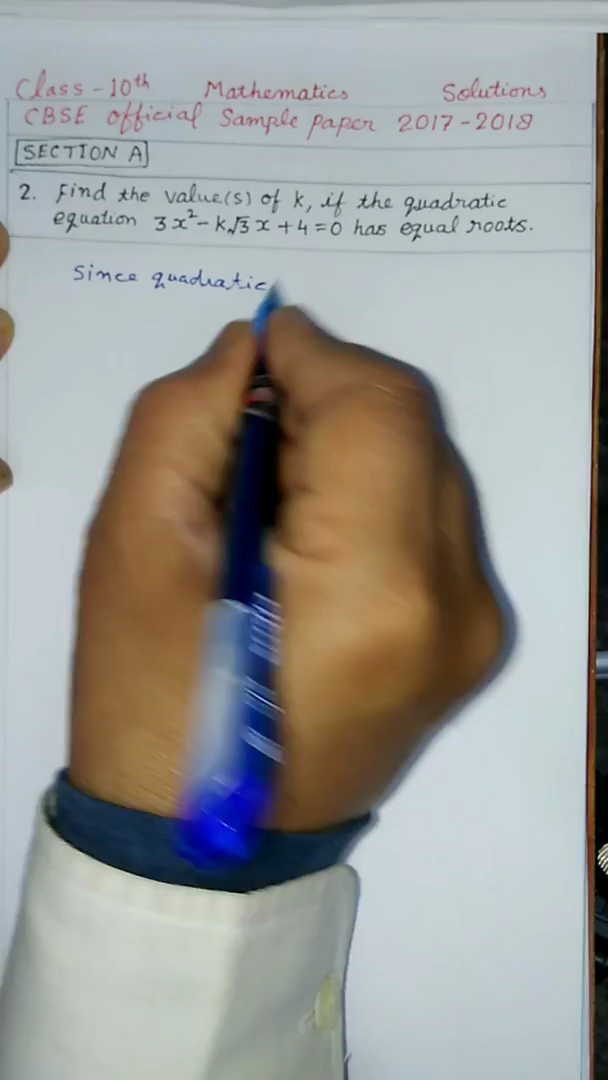 Class - 10th Mathematics Solutions
CBSE official Sample paper 2017-2018
SECTION A
2. Find the value(s) of k, if the quadratic
equation 3x² - k√3x + 4 = 0 has equal roots.
Since quadratic